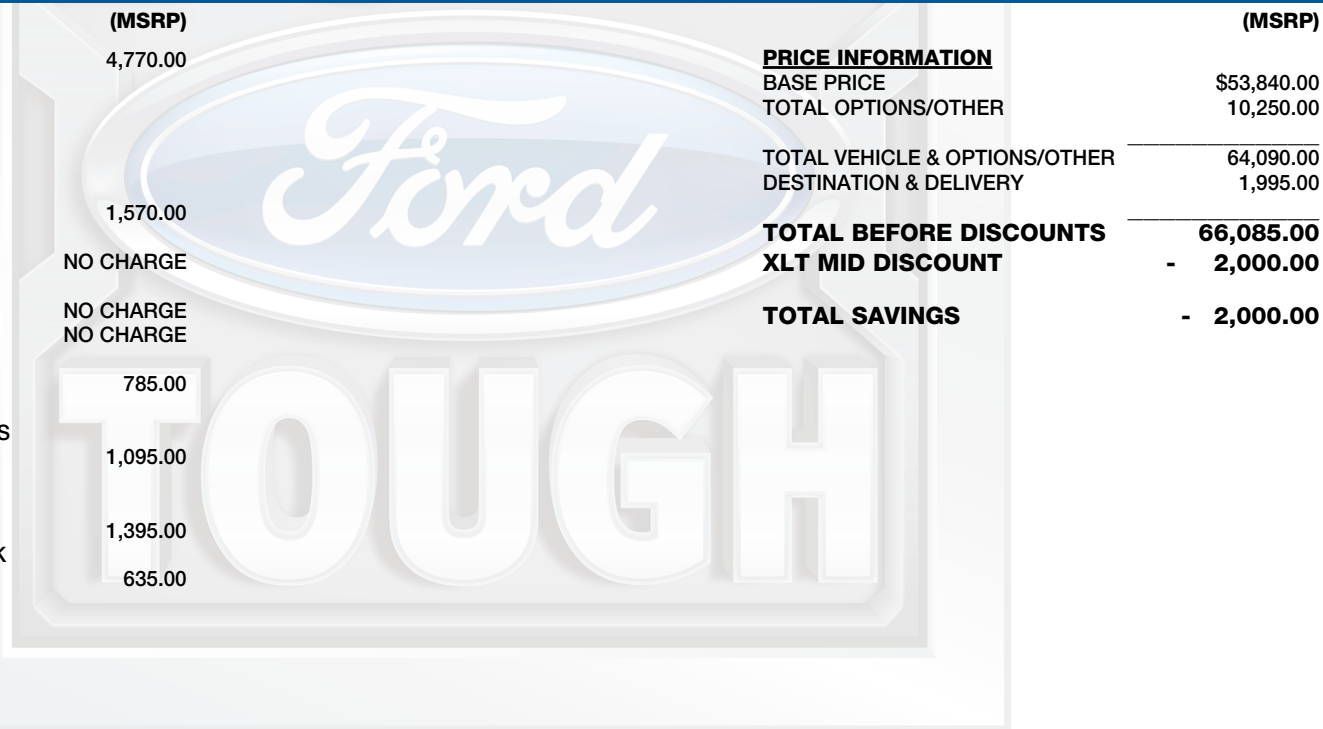 (MSRP)
4,770.00
1,570.00
NO CHARGE
NO CHARGE
NO CHARGE
785.00
S
1,095.00
1,395.00
K
635.00
Ford
TOUGH
(MSRP)
PRICE INFORMATION
BASE PRICE $53,840.00
TOTAL OPTIONS/OTHER 10,250.00
TOTAL VEHICLE & OPTIONS/OTHER 64,090.00
DESTINATION & DELIVERY 1,995.00
TOTAL BEFORE DISCOUNTS 66,085.00
XLT MID DISCOUNT - 2,000.00
TOTAL SAVINGS - 2,000.00